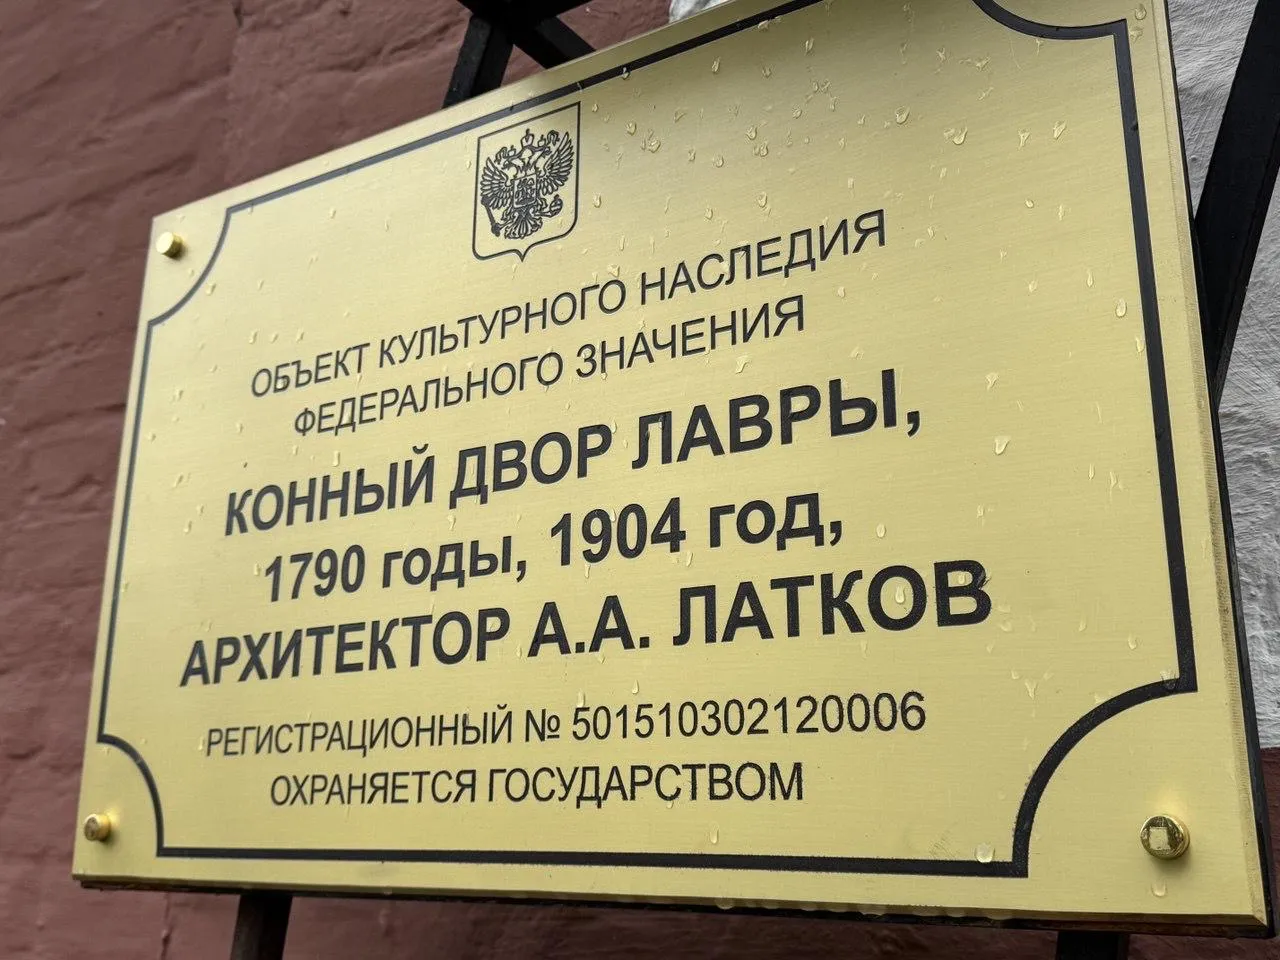 ОБЪЕКТ КУЛЬТУРНОГО НАСЛЕДИЯ
ФЕДЕРАЛЬНОГО ЗНАЧЕНИЯ
КОННЫЙ ДВОР ЛАВРЫ,
1790 годы, 1904 год,
АРХИТЕКТОР А.А. ЛАТКОВ
РЕГИСТРАЦИОННЫЙ № 501510302120006
ОХРАНЯЕТСЯ ГОСУДАРСТВОМ